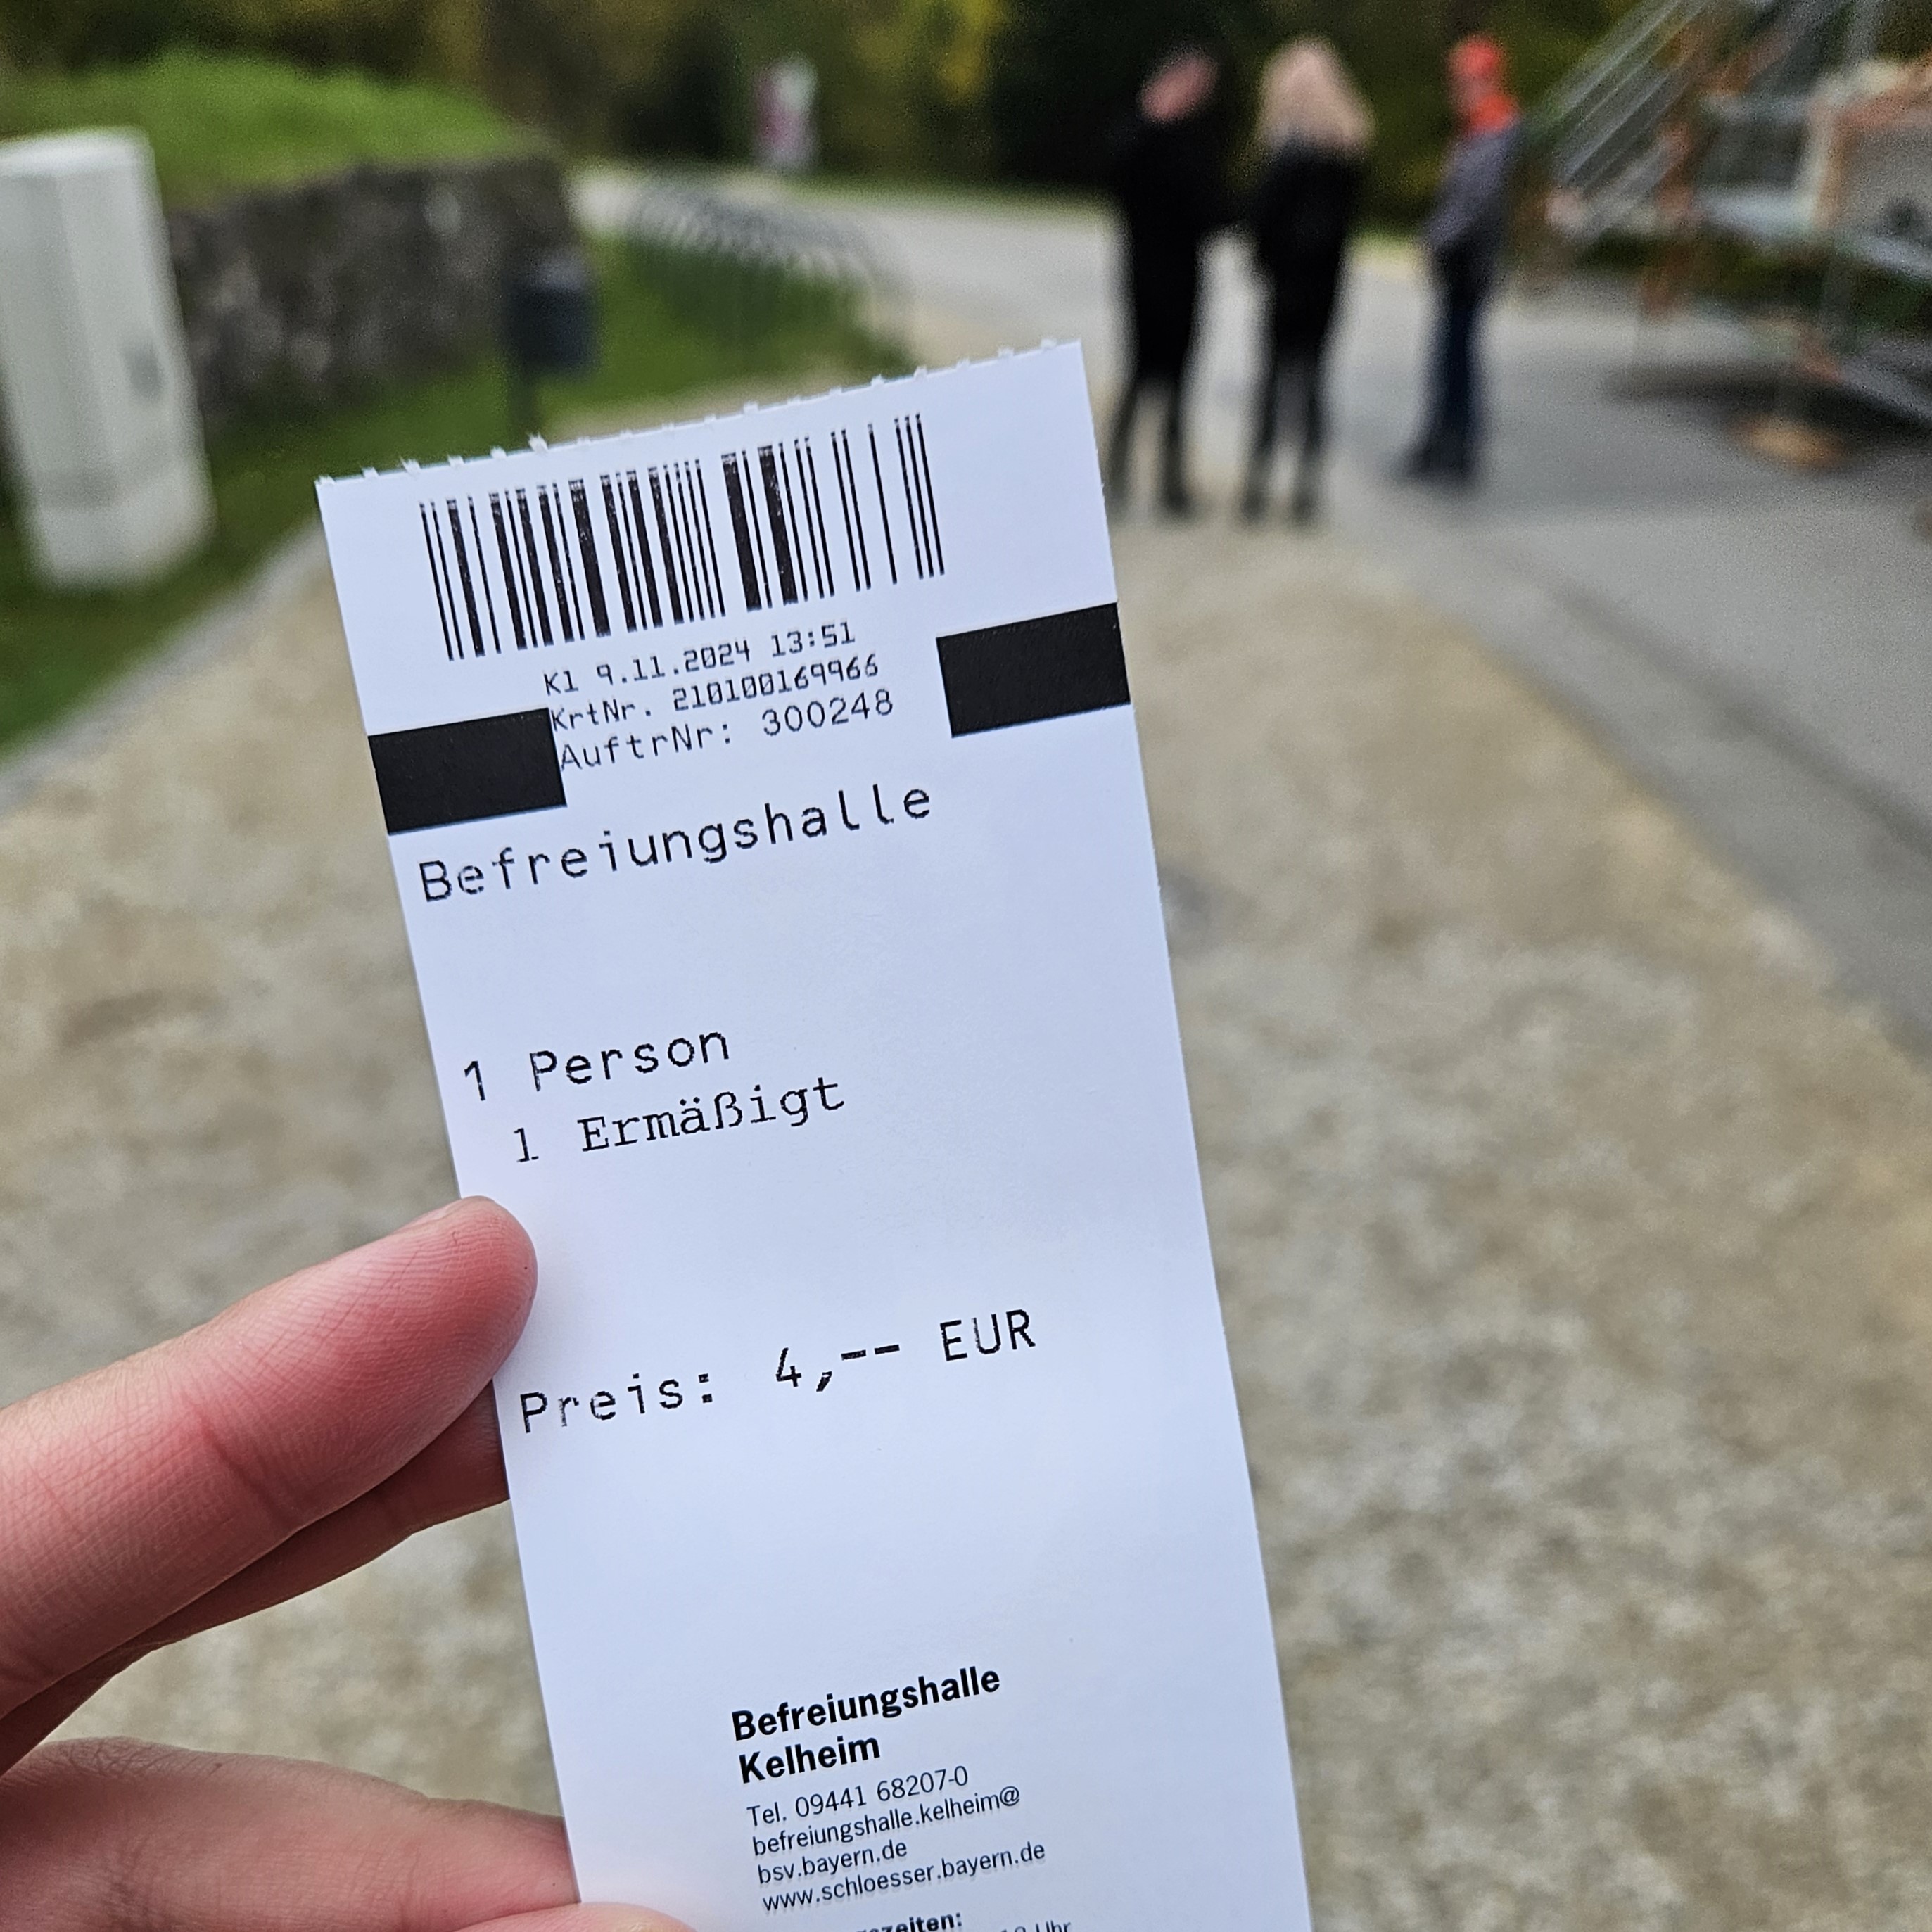 K1 9.11.2024 13:51
KrtNr. 210100169966
AuftrNr: 300248
Befreiungshalle
1 Person
1 Ermäßigt
Preis: 4,-- EUR
Befreiungshalle
Kelheim
Tel. 09441 68207-0
befreiungshalle.kelheim@
bsv.bayern.de
www.schloesser.bayern.de
Uhr